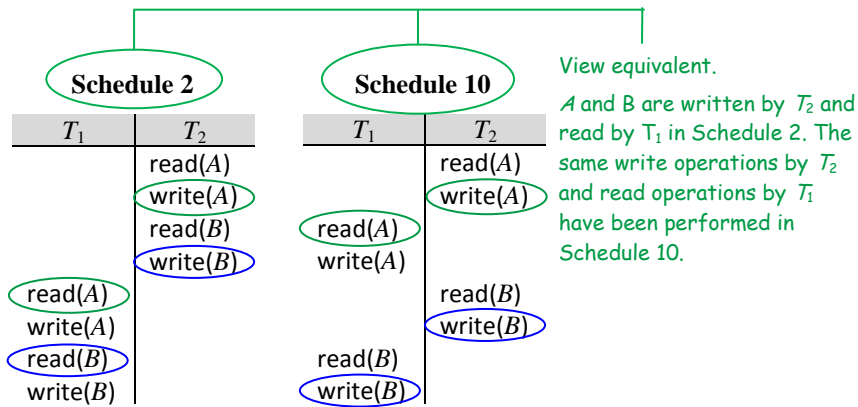 Schedule 2
T₁ T₂
read(A)
write(A)
read(B)
write(B)
read(A)
write(A)
read(B)
write(B)
Schedule 10
T₁ T₂
read(A)
write(A)
read(A)
write(A)
read(B)
write(B)
read(B)
write(B)
View equivalent.
A and B are written by T₂ and
read by T₁ in Schedule 2. The
same write operations by T₂
and read operations by T₁
have been performed in
Schedule 10.